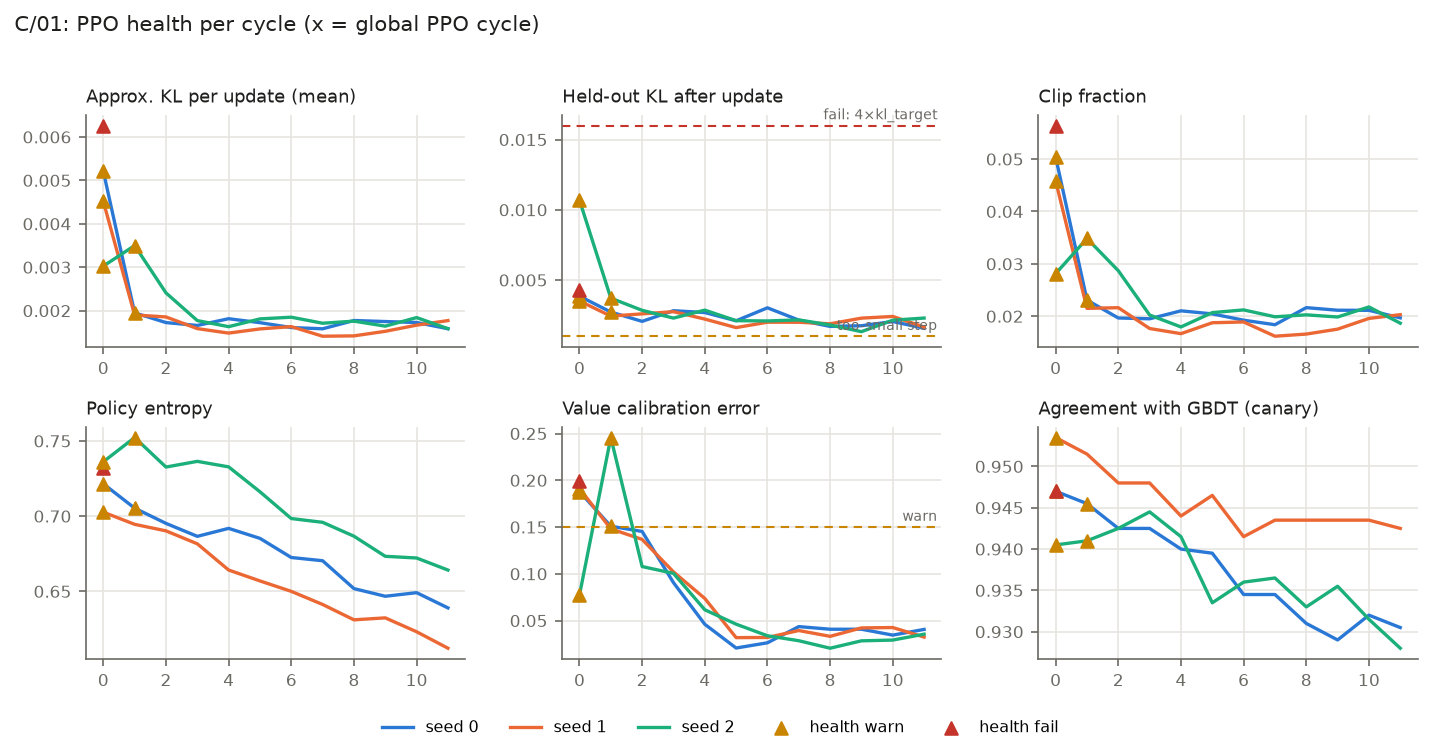 C/01: PPO health per cycle (x = global PPO cycle)
Approx. KL per update (mean)
0.006
0.005
0.004
0.003
0.002
0 2 4 6 8 10
Held-out KL after update
fail: 4×kl_target
0.015
0.010
0.005
too small step
0 2 4 6 8 10
Clip fraction
0.05
0.04
0.03
0.02
0 2 4 6 8 10
Policy entropy
0.75
0.70
0.65
0 2 4 6 8 10
Value calibration error
0.25
0.20
warn
0.15
0.10
0.05
0 2 4 6 8 10
Agreement with GBDT (canary)
0.950
0.945
0.940
0.935
0.930
0 2 4 6 8 10
seed 0 seed 1 seed 2 health warn health fail